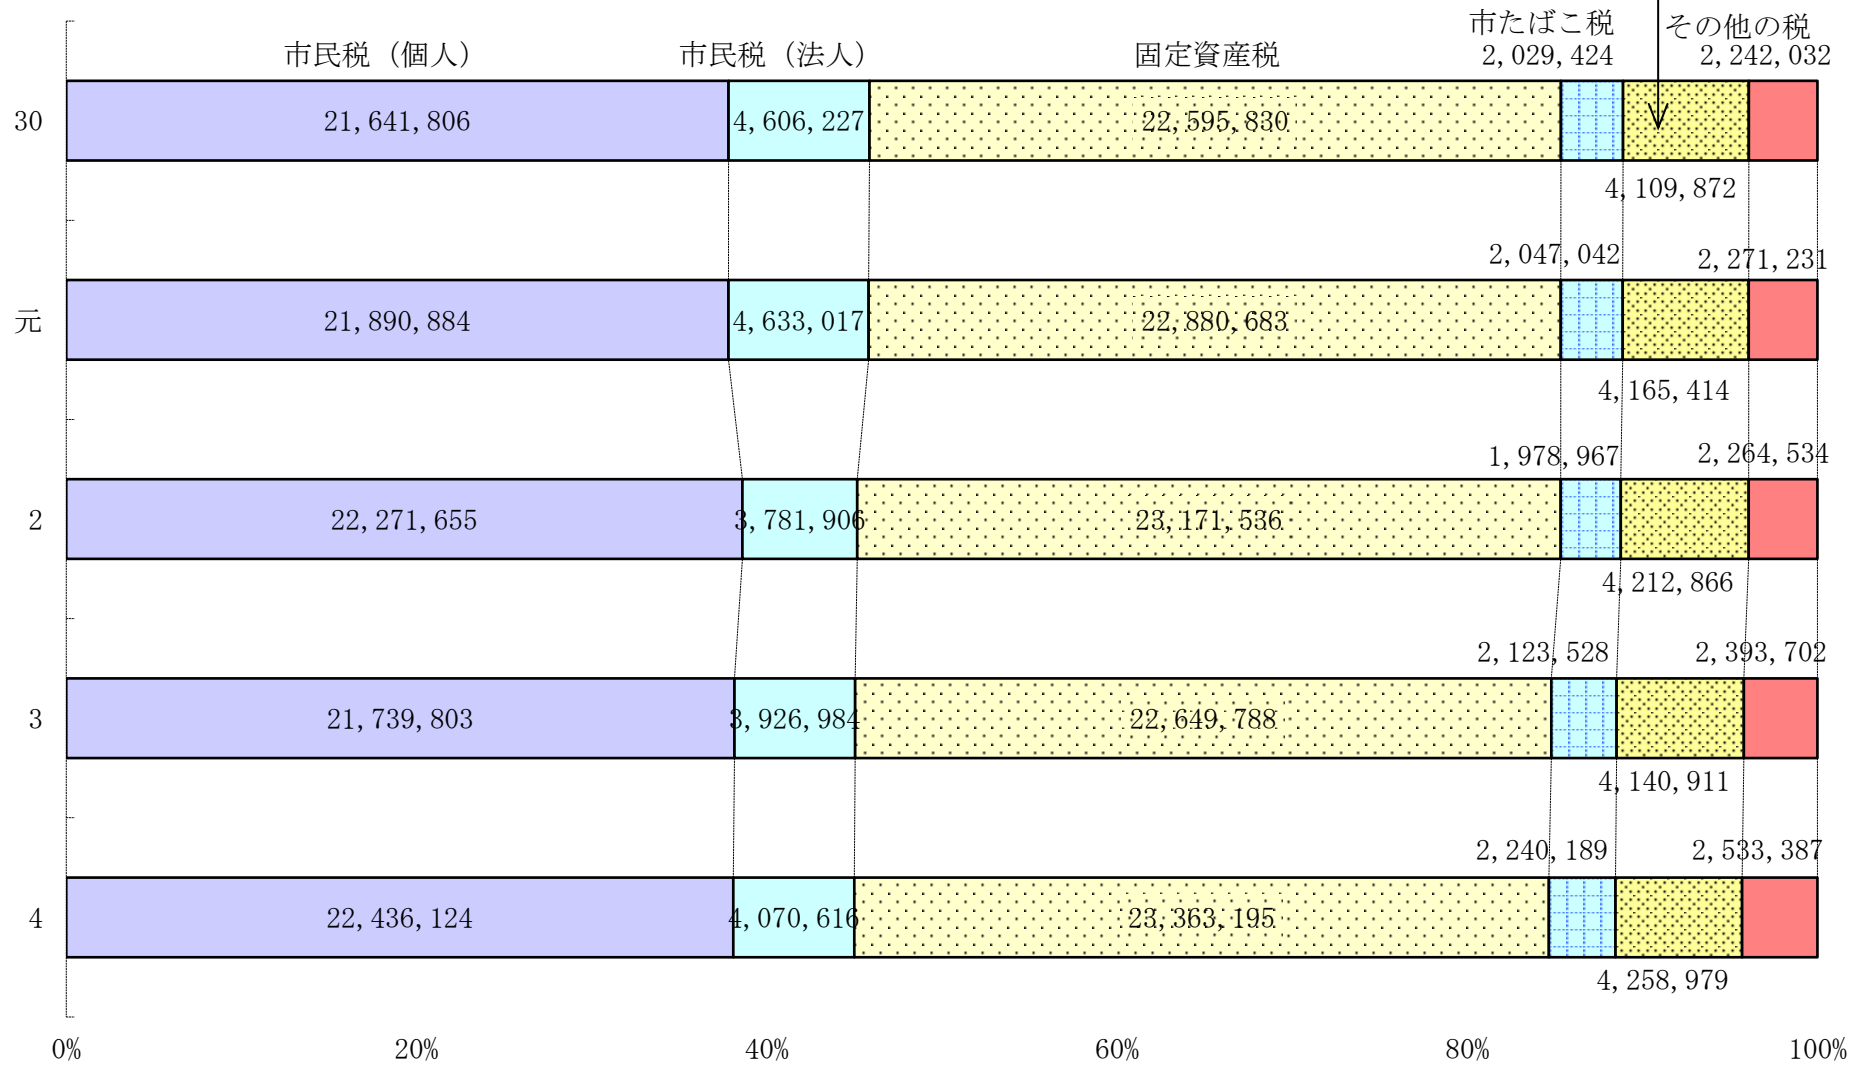 市たばこ税 その他の税
市民税（個人） 市民税（法人） 固定資産税 2,029,424 2,242,032
30 21,641,806 4,606,227 22,595,830
4,109,872
2,047,042 2,271,231
元 21,890,884 4,633,017 22,880,683
4,165,414
1,978,967 2,264,534
2 22,271,655 3,781,906 23,171,536
4,212,866
2,123,528 2,393,702
3 21,739,803 3,926,984 22,649,788
4,140,911
2,240,189 2,533,387
4 22,436,124 4,070,616 23,363,195
4,258,979
0% 20% 40% 60% 80% 100%